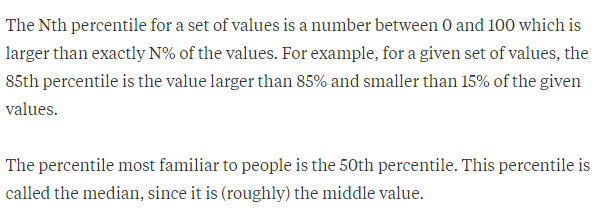 The Nth percentile for a set of values is a number between 0 and 100 which is
larger than exactly N% of the values. For example, for a given set of values, the
85th percentile is the value larger than 85% and smaller than 15% of the given
values.
The percentile most familiar to people is the 50th percentile. This percentile is
called the median, since it is (roughly) the middle value.